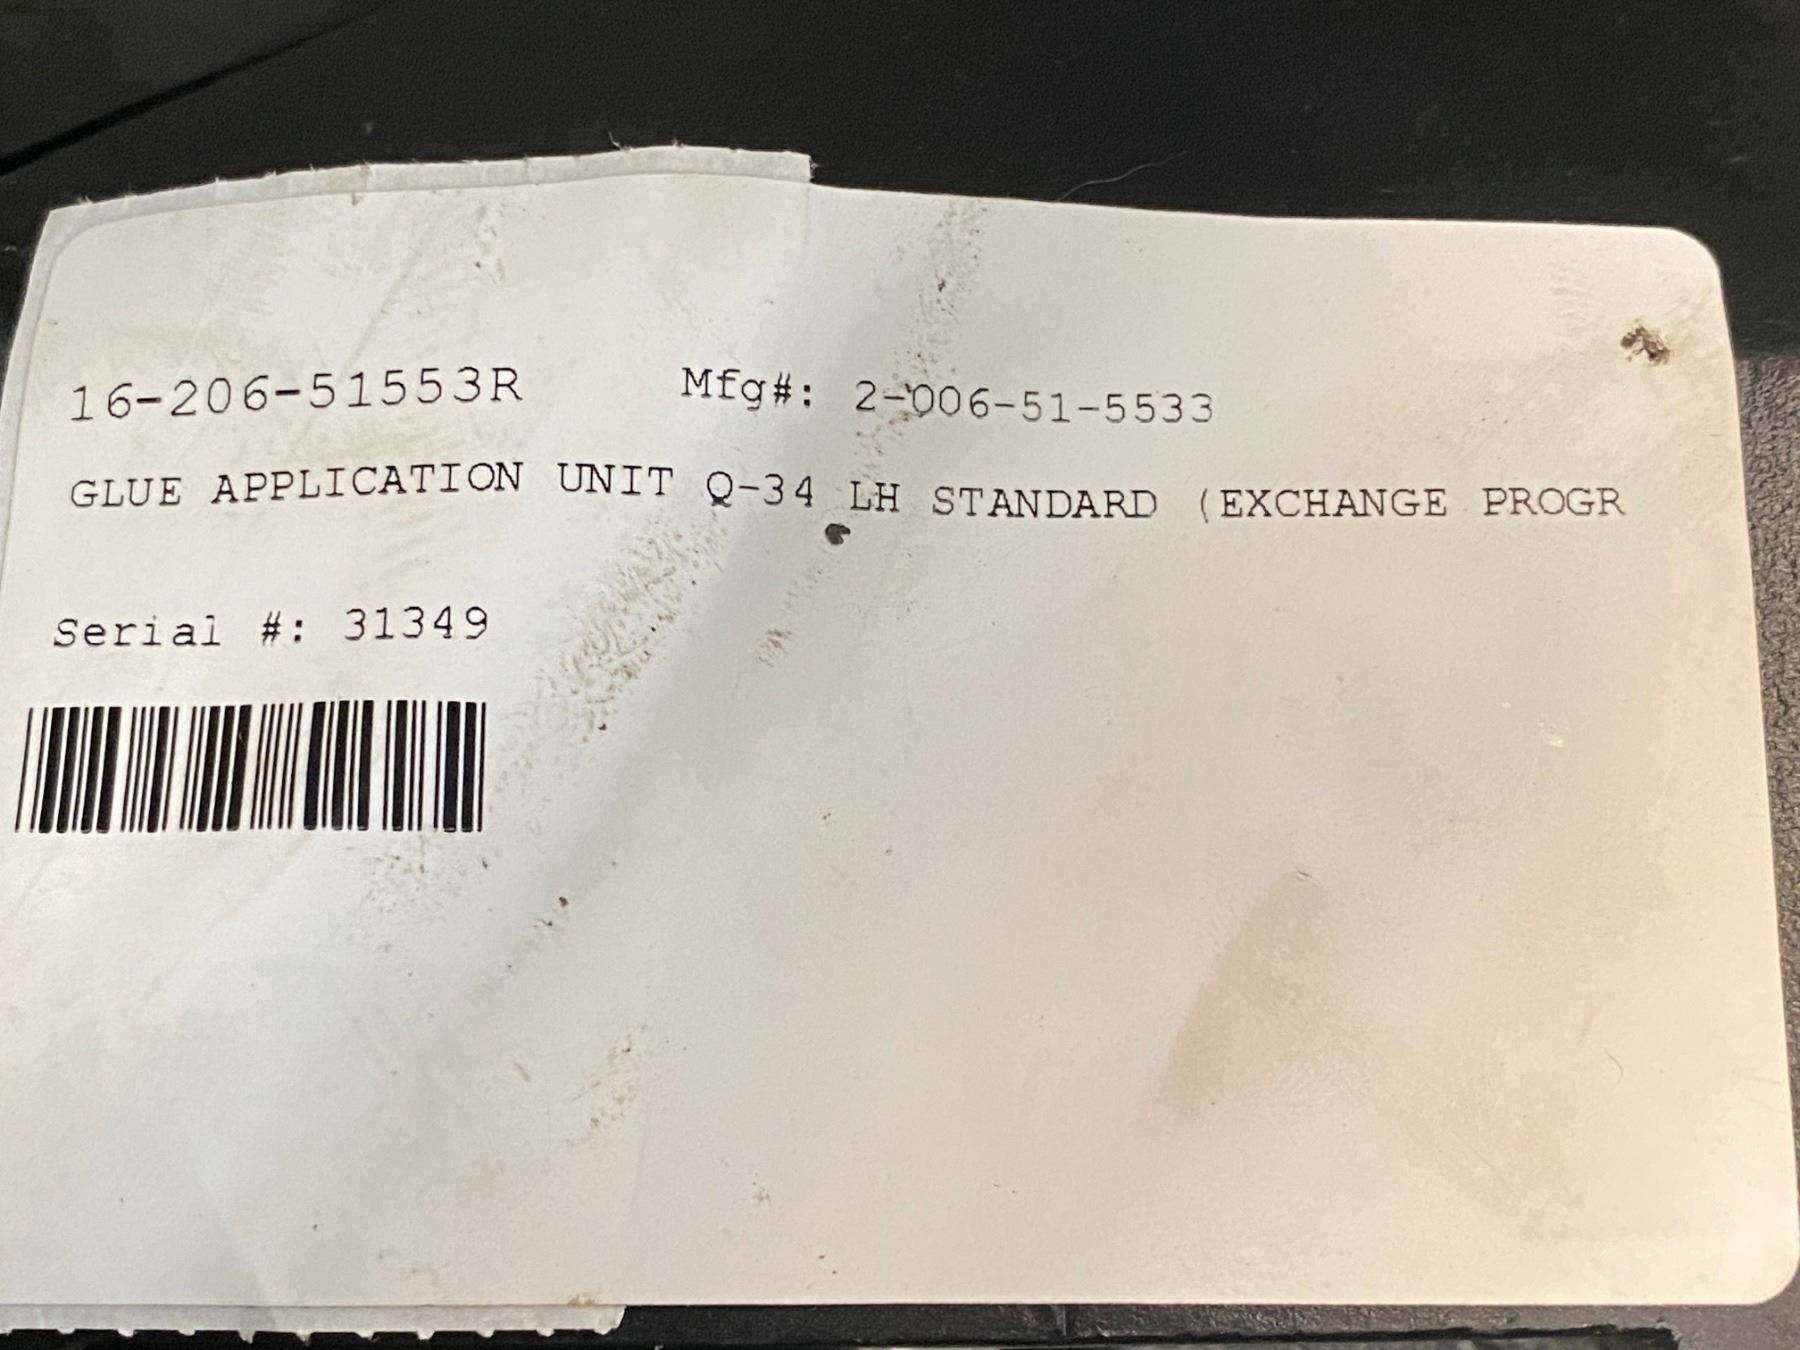 16-206-51553R Mfg#: 2-006-51-5533
GLUE APPLICATION UNIT Q-34 LH STANDARD (EXCHANGE PROGR
Serial #: 31349